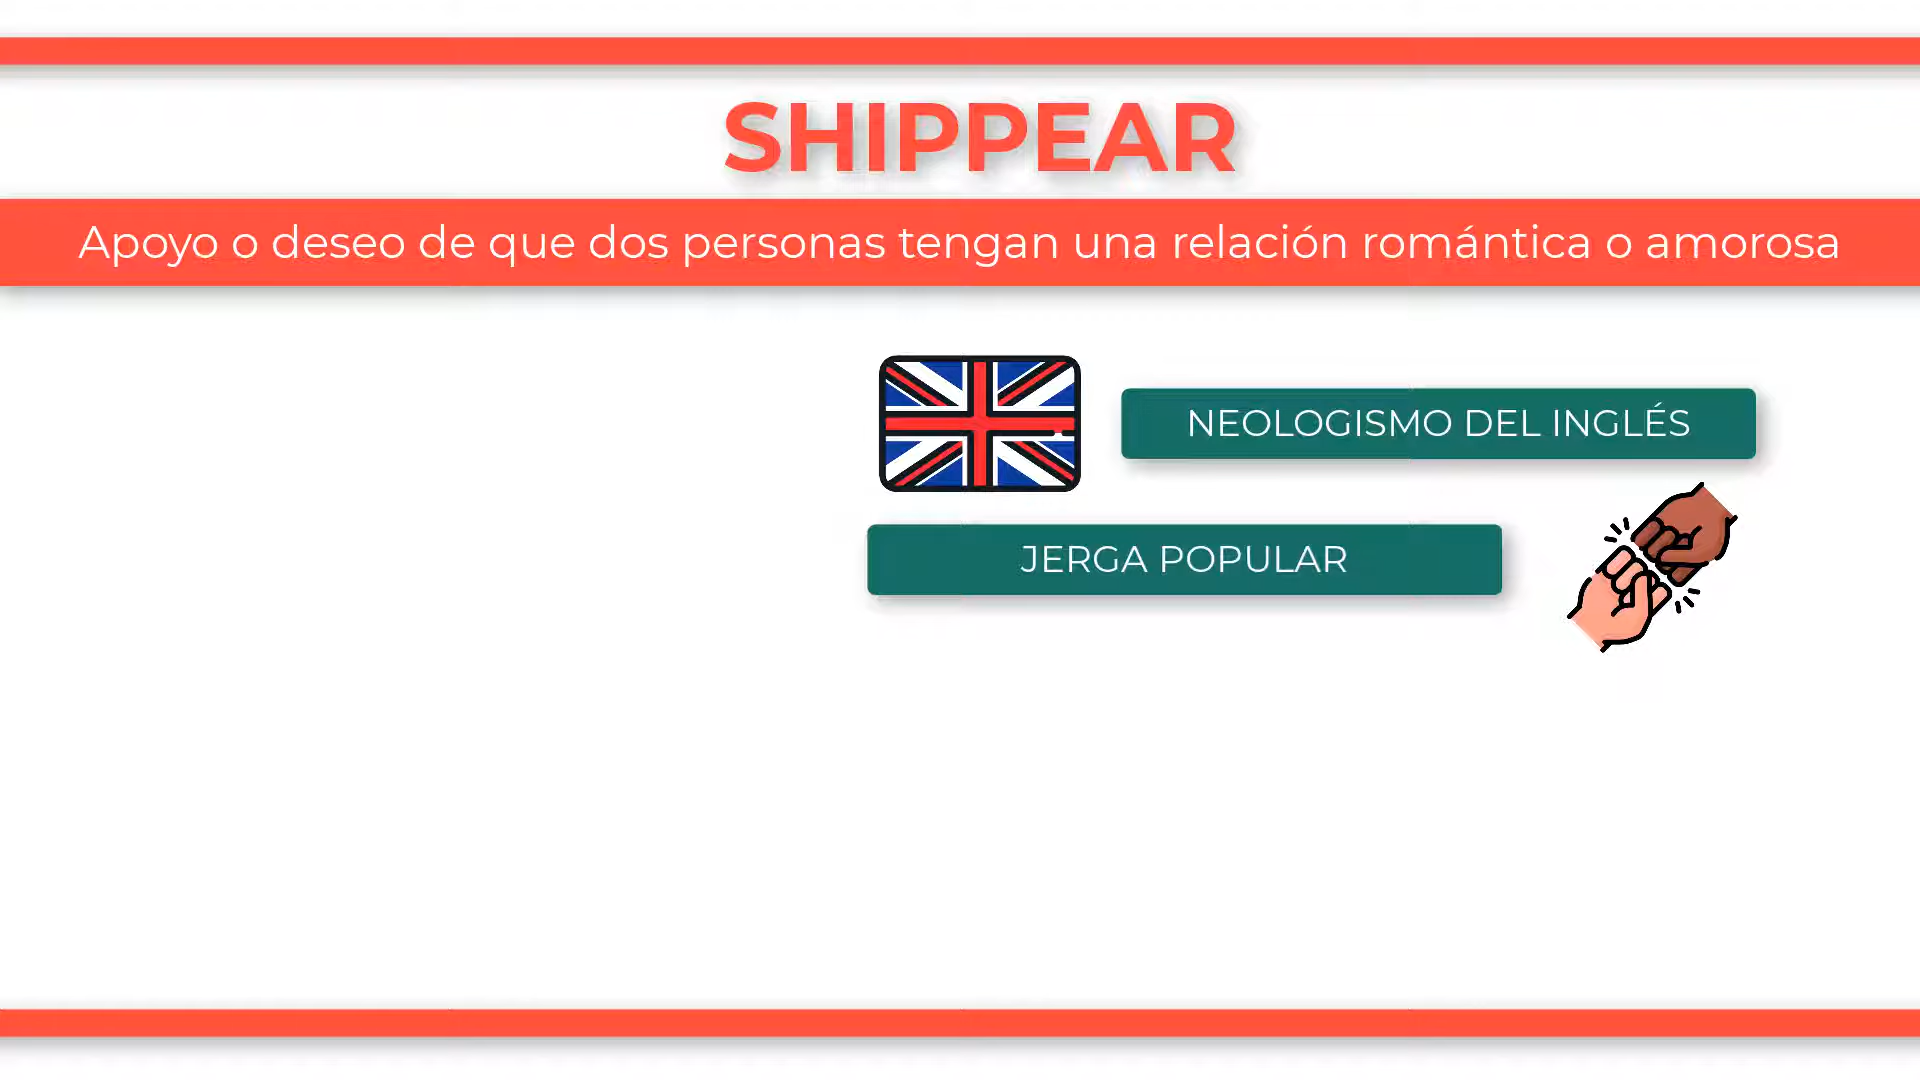 SHIPPEAR
Apoyo o deseo de que dos personas tengan una relación romántica o amorosa
NEOLOGISMO DEL INGLÉS
JERGA POPULAR